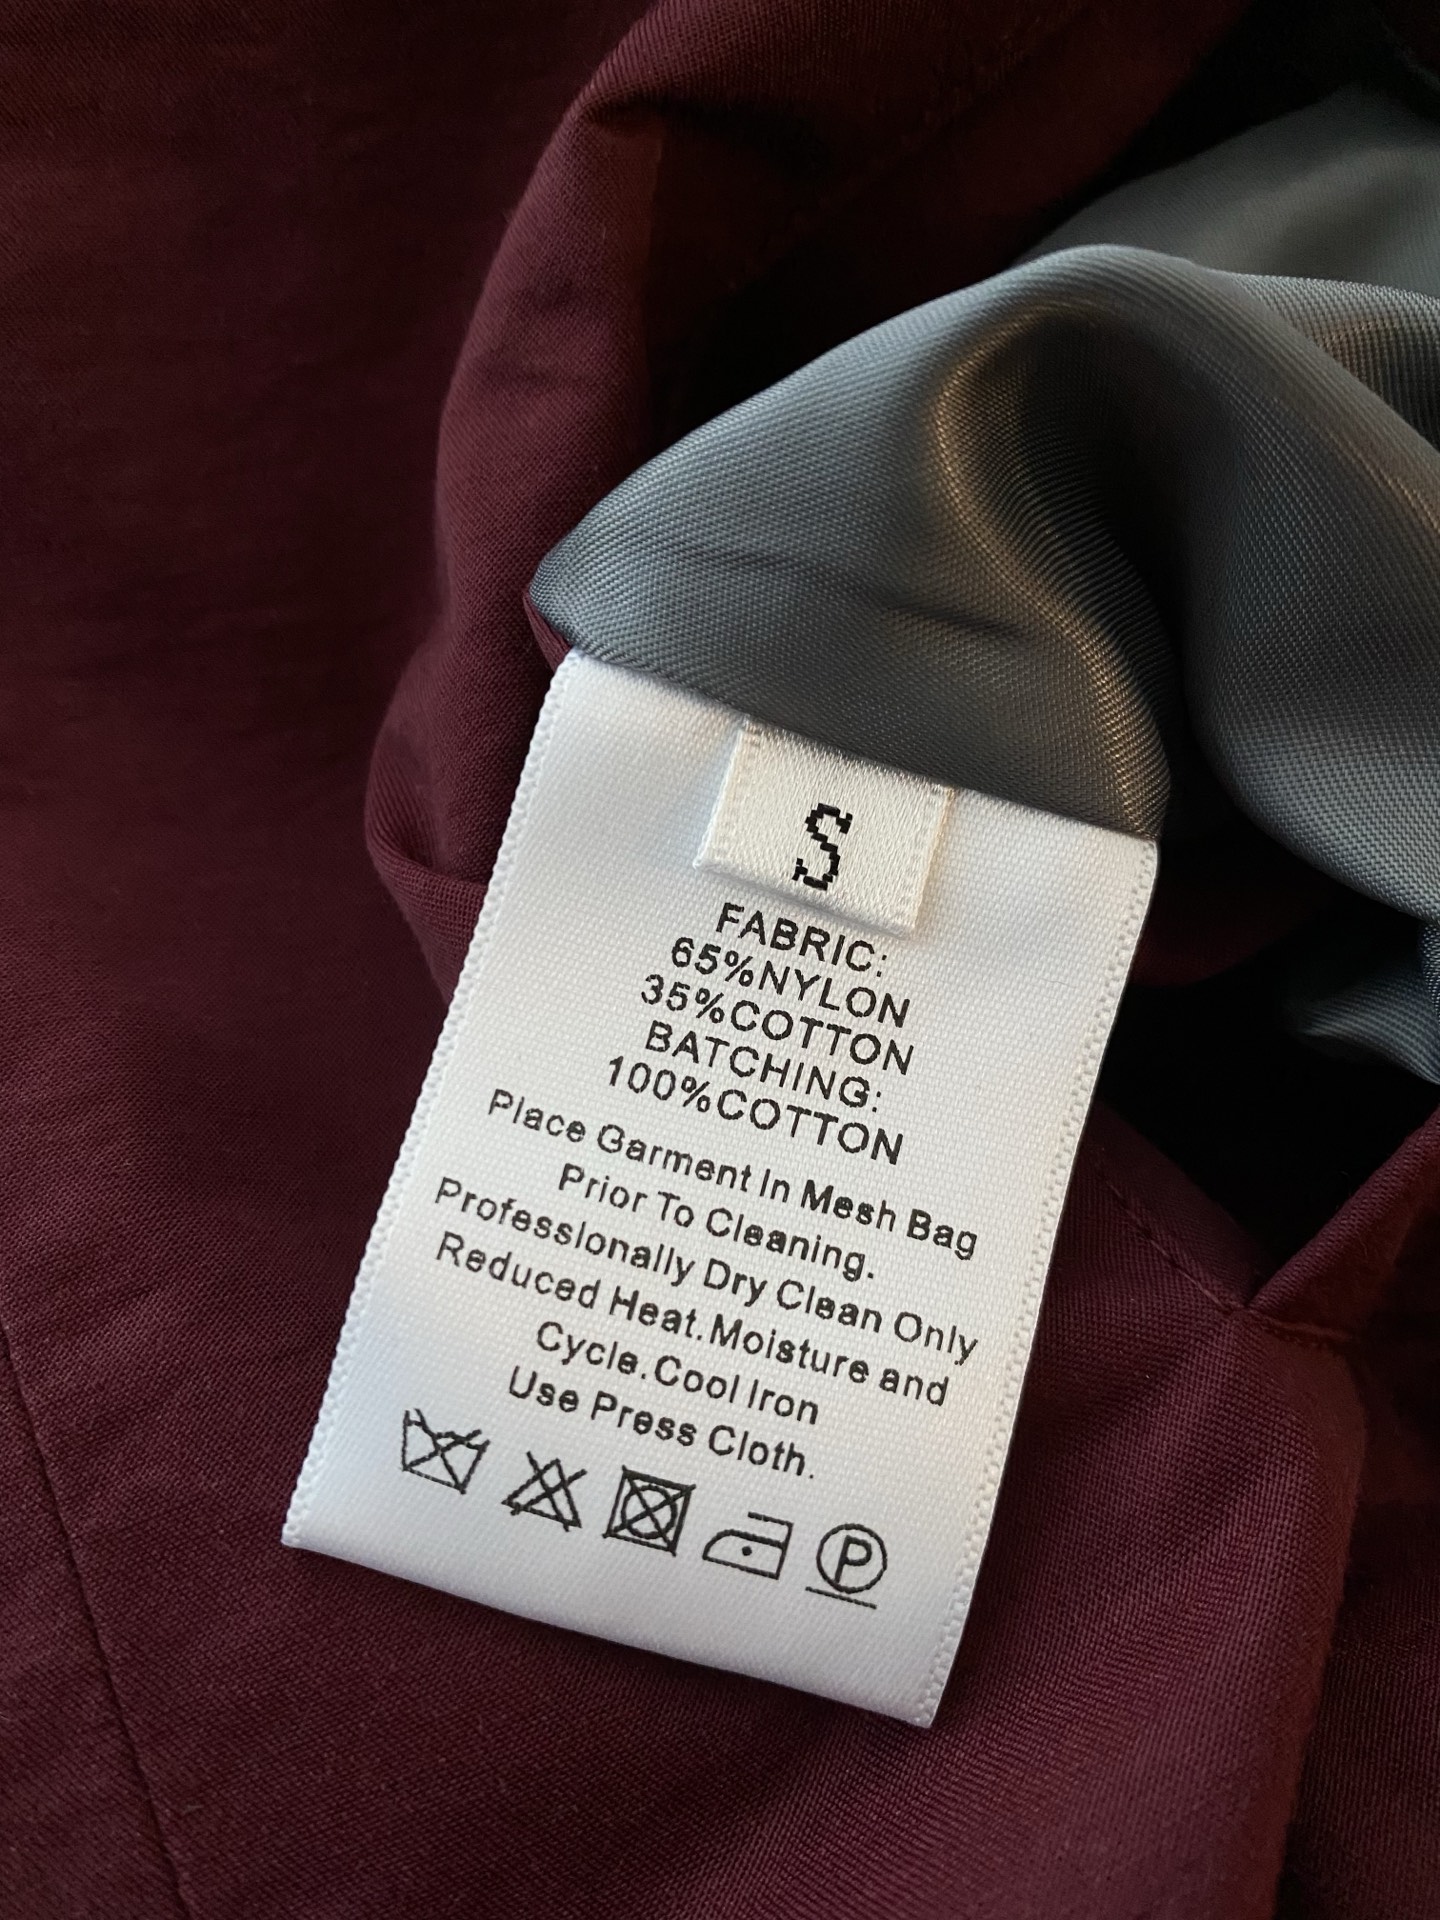 S
FABRIC:
65%NYLON
35%COTTON
BATCHING:
100%COTTON
Place Garment In Mesh Bag
Prior To Cleaning.
Professionally Dry Clean Only
Reduced Heat.Moisture and
Cycle.Cool Iron
Use Press Cloth.
P